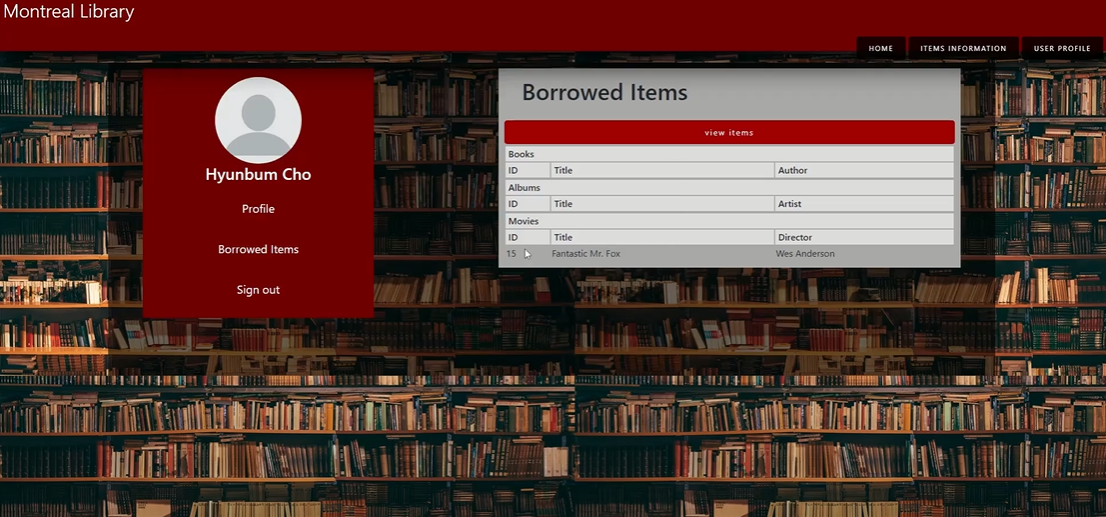 Montreal Library
HOME ITEMS INFORMATION USER PROFILE
Hyunbum Cho
Profile
Borrowed Items
Sign out
Borrowed Items
view items
Books
ID Title Author
Albums
ID Title Artist
Movies
ID Title Director
15 Fantastic Mr. Fox Wes Anderson